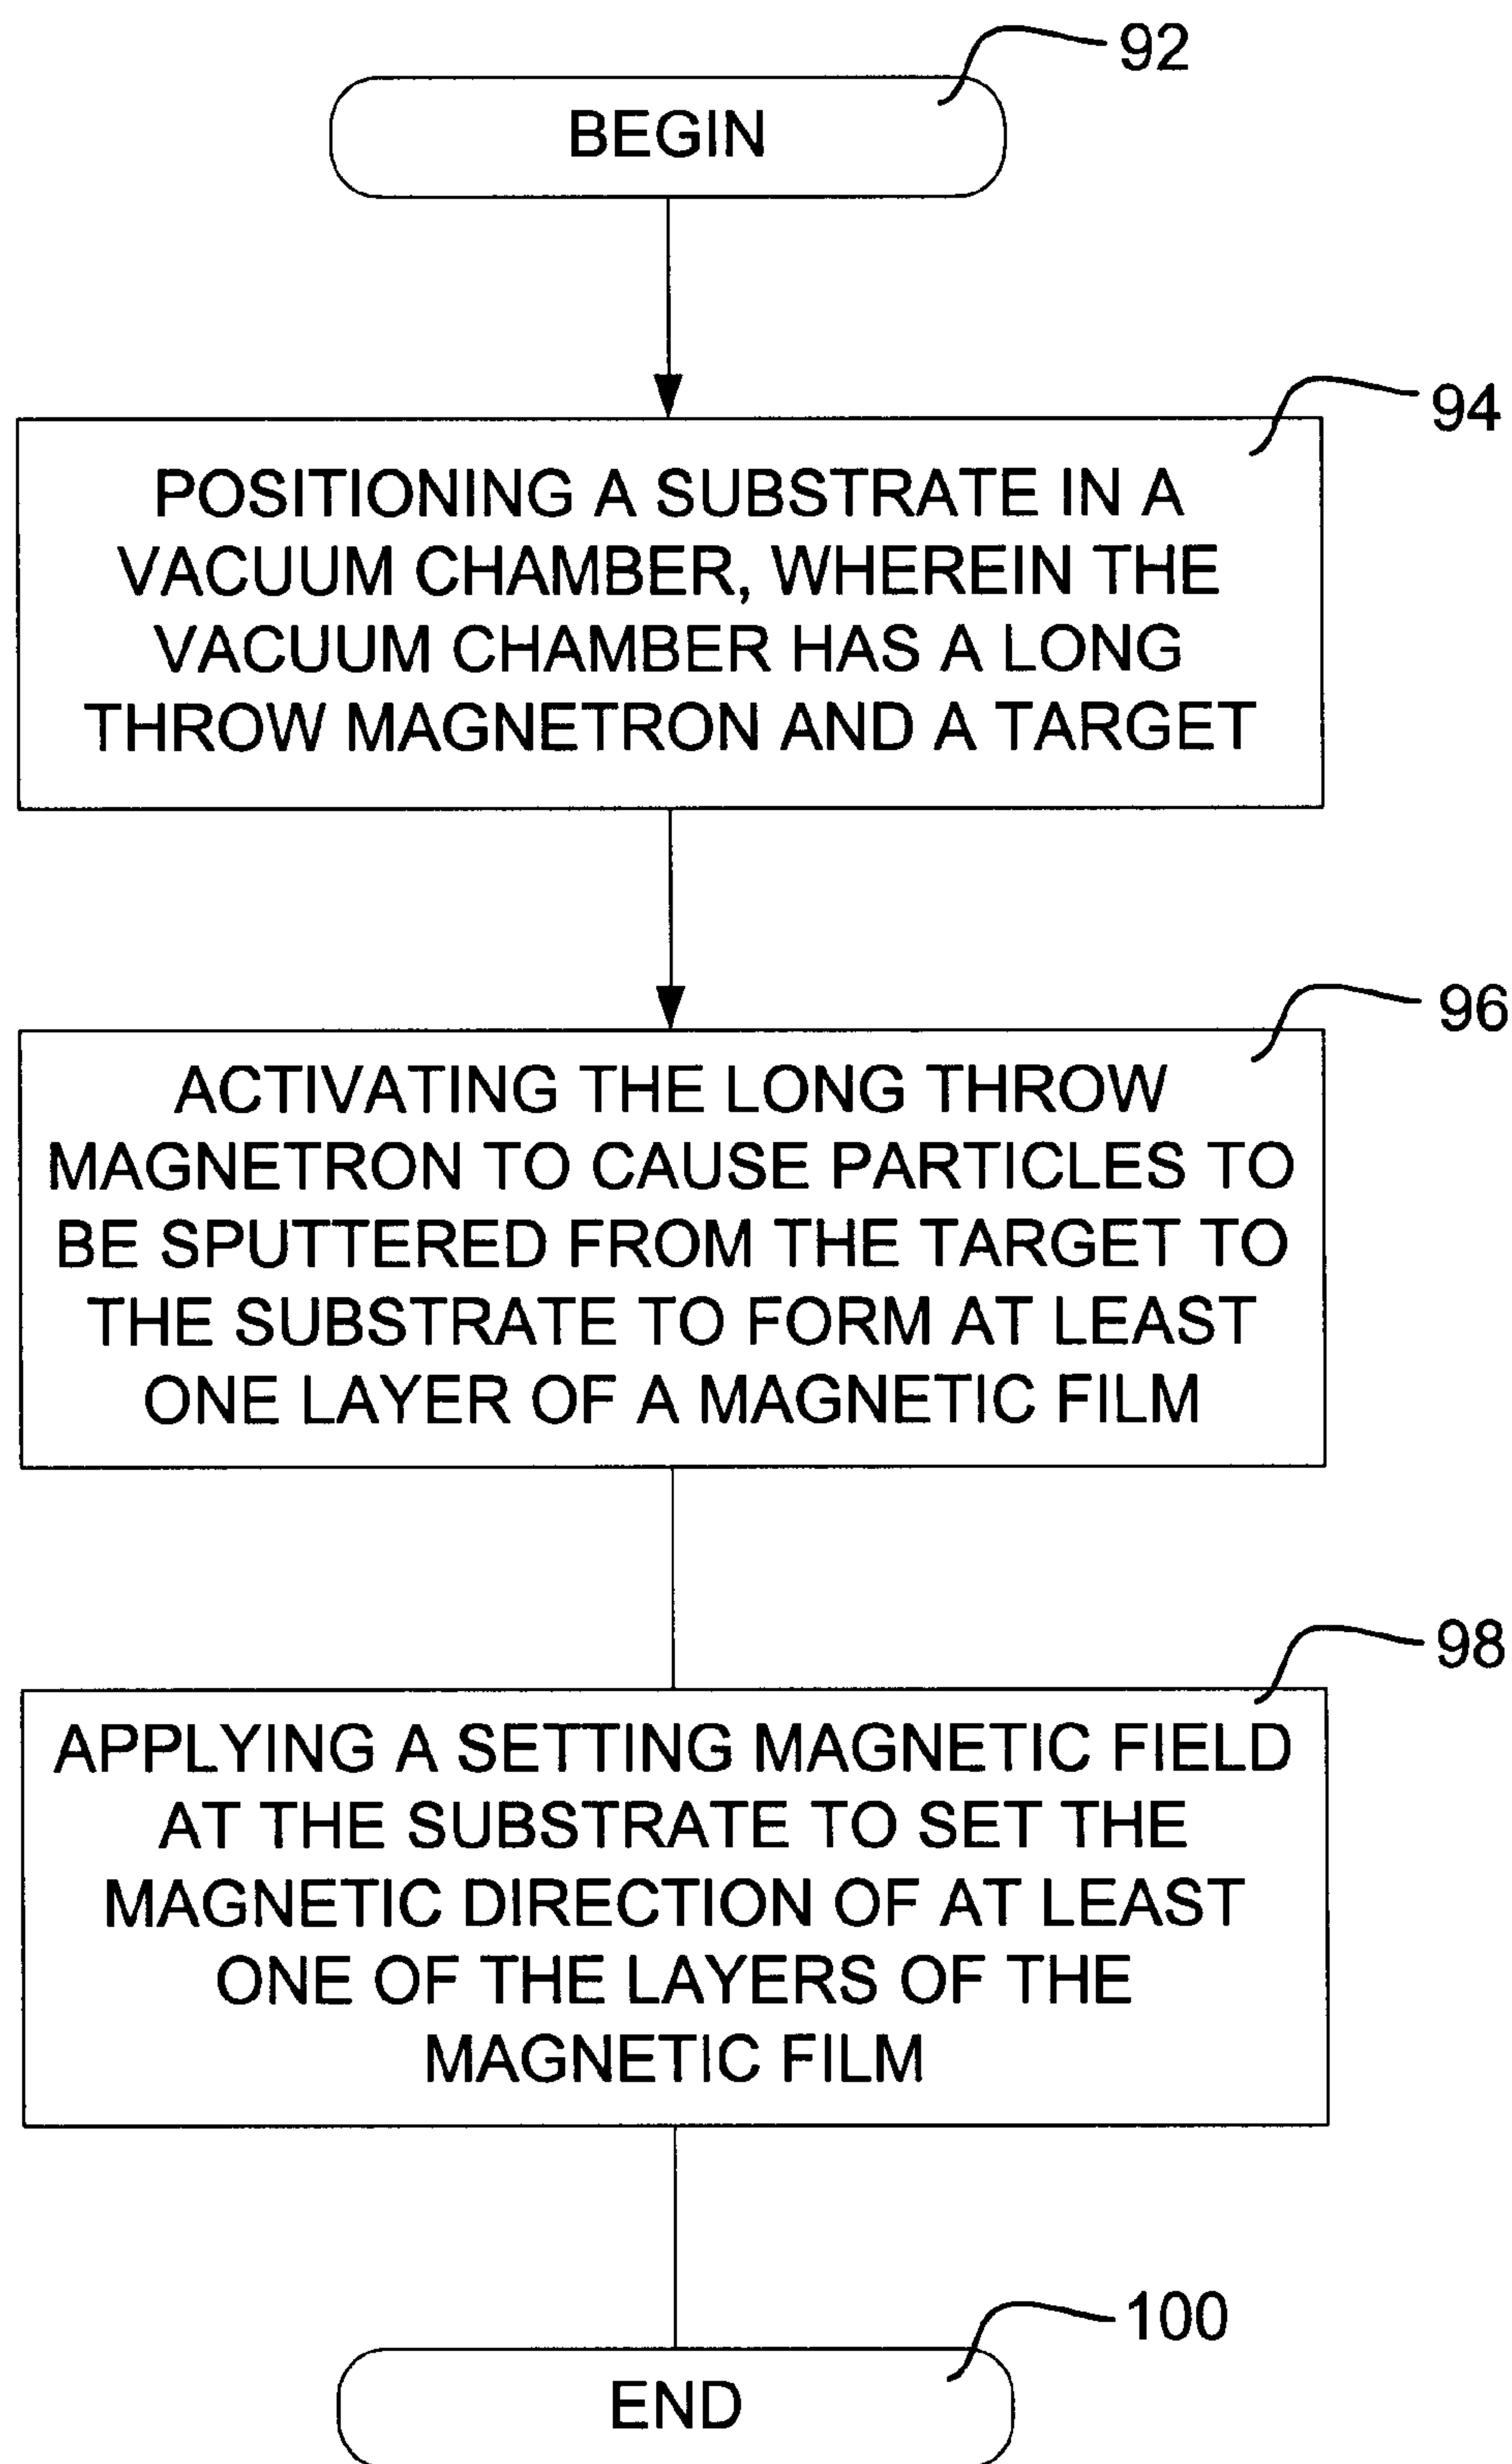 92
BEGIN
94
POSITIONING A SUBSTRATE IN A
VACUUM CHAMBER, WHEREIN THE
VACUUM CHAMBER HAS A LONG
THROW MAGNETRON AND A TARGET
96
ACTIVATING THE LONG THROW
MAGNETRON TO CAUSE PARTICLES TO
BE SPUTTERED FROM THE TARGET TO
THE SUBSTRATE TO FORM AT LEAST
ONE LAYER OF A MAGNETIC FILM
98
APPLYING A SETTING MAGNETIC FIELD
AT THE SUBSTRATE TO SET THE
MAGNETIC DIRECTION OF AT LEAST
ONE OF THE LAYERS OF THE
MAGNETIC FILM
100
END